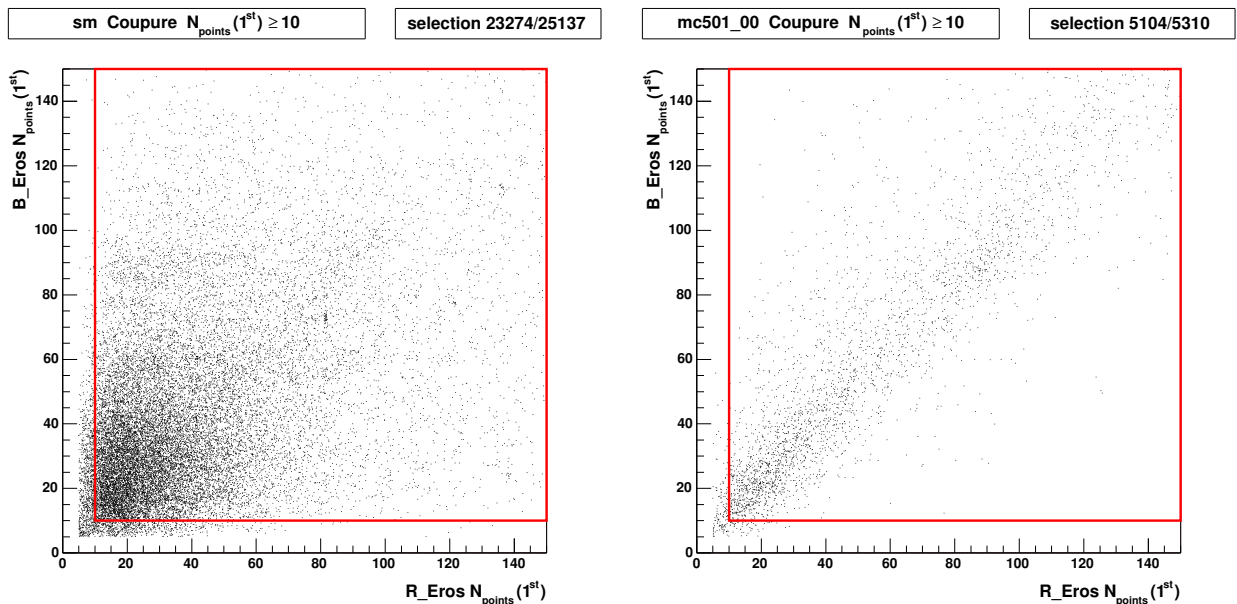 sm Coupure N_points(1^st) ≥ 10
selection 23274/25137
B_Eros N_points(1^st)
140
120
100
80
60
40
20
0
0 20 40 60 80 100 120 140
R_Eros N_points(1^st)
mc501_00 Coupure N_points(1^st) ≥ 10
selection 5104/5310
B_Eros N_points(1^st)
140
120
100
80
60
40
20
0
0 20 40 60 80 100 120 140
R_Eros N_points(1^st)